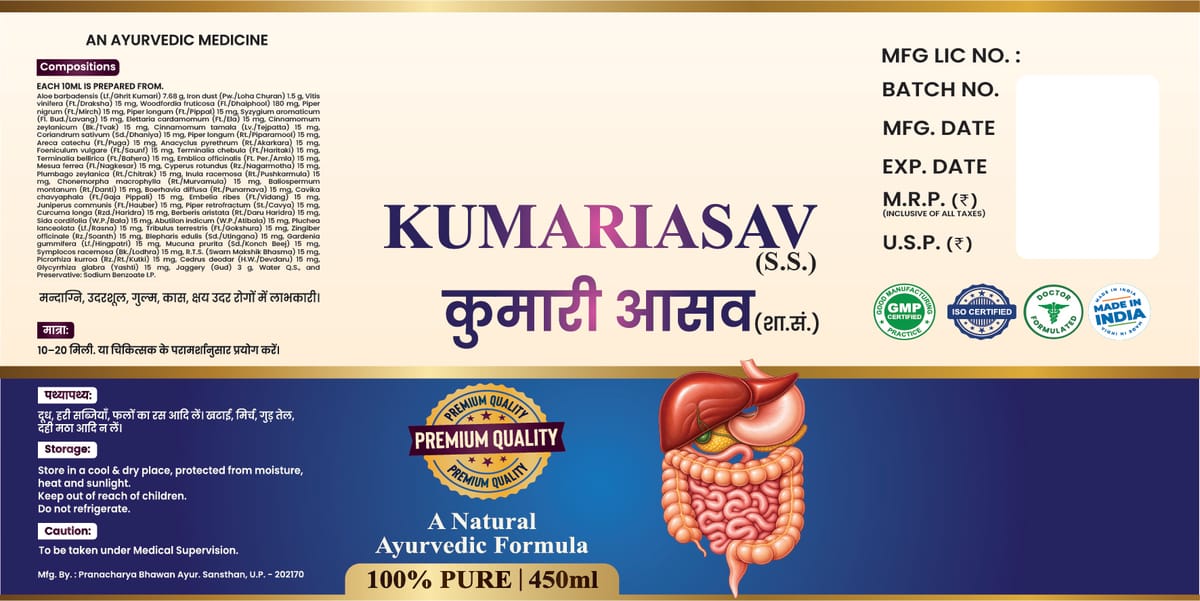 AN AYURVEDIC MEDICINE
Compositions
EACH 10ML IS PREPARED FROM.
Aloe barbadensis (Lf./Ghrit Kumari) 7.68 g, Iron dust (Pw./Loha Churan) 1.5 g, Vitis
vinifera (Ft./Draksha) 15 mg, Woodfordia fruticosa (Fl./Dhaiphool) 180 mg, Piper
nigrum (Ft./Mirch) 15 mg, Piper longum (Ft./Pippal) 15 mg, Syzygium aromaticum
(Fl. Bud./Lavang) 15 mg, Elettaria cardamomum (Ft./Ela) 15 mg, Cinnamomum
zeylanicum (Bk./Tvak) 15 mg, Cinnamomum tamala (Lv./Tejpatta) 15 mg,
Coriandrum sativum (Sd./Dhaniya) 15 mg, Piper longum (Rt./Piparamool) 15 mg,
Areca catechu (Ft./Puga) 15 mg, Anacyclus pyrethrum (Rt./Akarkara) 15 mg,
Foeniculum vulgare (Ft./Saunf) 15 mg, Terminalia chebula (Ft./Haritaki) 15 mg,
Terminalia bellirica (Ft./Bahera) 15 mg, Emblica officinalis (Ft. Per./Amla) 15 mg,
Mesua ferrea (Ft./Nagkesar) 15 mg, Cyperus rotundus (Rz./Nagarmotha) 15 mg,
Plumbago zeylanica (Rt./Chitrak) 15 mg, Inula racemosa (Rt./Pushkarmula) 15
mg, Chonemorpha macrophylla (Rt./Murvamula) 15 mg, Baliospermum
montanum (Rt./Danti) 15 mg, Boerhavia diffusa (Rt./Punarnava) 15 mg, Cavika
chavyaphala (Ft./Gaja Pippali) 15 mg, Embelia ribes (Ft./Vidang) 15 mg,
Juniperus communis (Ft./Hauber) 15 mg, Piper retrofractum (St./Cavya) 15 mg,
Curcuma longa (Rzd./Haridra) 15 mg, Berberis aristata (Rt./Daru Haridra) 15 mg,
Sida cordifolia (W.P./Bala) 15 mg, Abutilon indicum (W.P./Atibala) 15 mg, Pluchea
lanceolata (Lf./Rasna) 15 mg, Tribulus terrestris (Ft./Gokshura) 15 mg, Zingiber
officinale (Rz./Soanth) 15 mg, Blepharis edulis (Sd./Utingana) 15 mg, Gardenia
gummifera (Lf./Hingpatri) 15 mg, Mucuna prurita (Sd./Konch Beej) 15 mg,
Symplocos racemosa (Bk./Lodhra) 15 mg, R.T.S. (Swarn Makshik Bhasma) 15 mg,
Picrorhiza kurroa (Rz./Rt./Kutki) 15 mg, Cedrus deodar (H.W./Devdaru) 15 mg,
Glycyrrhiza glabra (Yashti) 15 mg, Jaggery (Gud) 3 g, Water Q.S., and
Preservative: Sodium Benzoate I.P.
मन्दाग्नि, उदरशूल, गुल्म, कास, क्षय उदर रोगों में लाभकारी।
मात्राः
10-20 मिली. या चिकित्सक के परामर्शानुसार प्रयोग करें।
पथ्यापथ्यः
दूध, हरी सब्जियाँ, फलों का रस आदि लें। खटाई, मिर्च, गुड़ तेल,
दही मठा आदि न लें।
Storage:
Store in a cool & dry place, protected from moisture,
heat and sunlight.
Keep out of reach of children.
Do not refrigerate.
Caution:
To be taken under Medical Supervision.
Mfg. By. : Pranacharya Bhawan Ayur. Sansthan, U.P. - 202170
KUMARIASAV
(S.S.)
कुमारी आसव (शा.सं.)
PREMIUM QUALITY
PREMIUM QUALITY
PREMIUM QUALITY
A Natural
Ayurvedic Formula
100% PURE | 450ml
MFG LIC NO. :
BATCH NO.
MFG. DATE
EXP. DATE
M.R.P. (₹)
(INCLUSIVE OF ALL TAXES)
U.S.P. (₹)
GOOD MANUFACTURING
GMP
CERTIFIED
PRACTICE
ISO CERTIFIED
DOCTOR
FORMULATED
MADE IN INDIA
MADE IN
INDIA
MADE IN INDIA